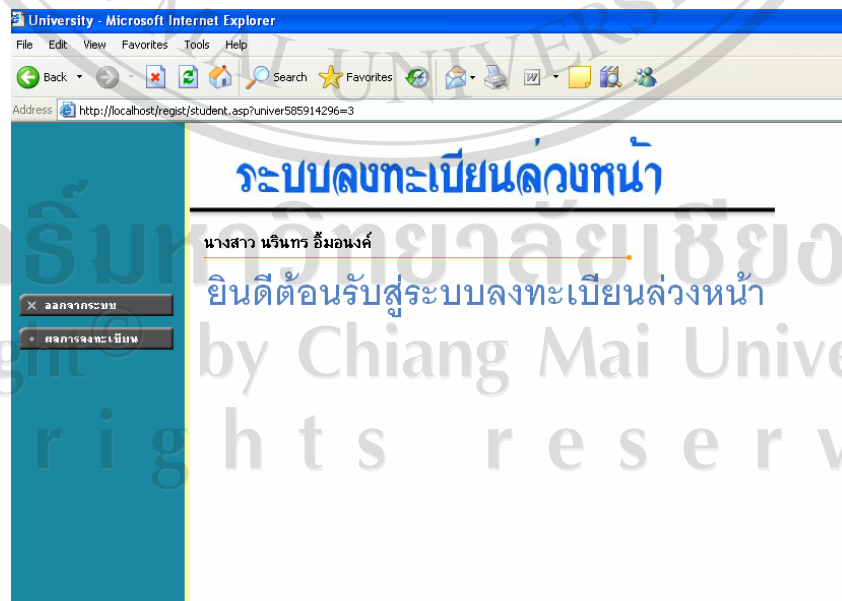 University - Microsoft Internet Explorer
File Edit View Favorites Tools Help
Back Search Favorites
Address http://localhost/regist/student.asp?univer585914296=3
MAI UNIVERS
ระบบลงทะเบียนล่วงหน้า
นางสาว นรินทร อิ้มอนงค์
ยินดีต้อนรับสู่ระบบลงทะเบียนล่วงหน้า
ออกจากระบบ
ผลการลงทะเบียน
by Chiang Mai Unive
rights reserv